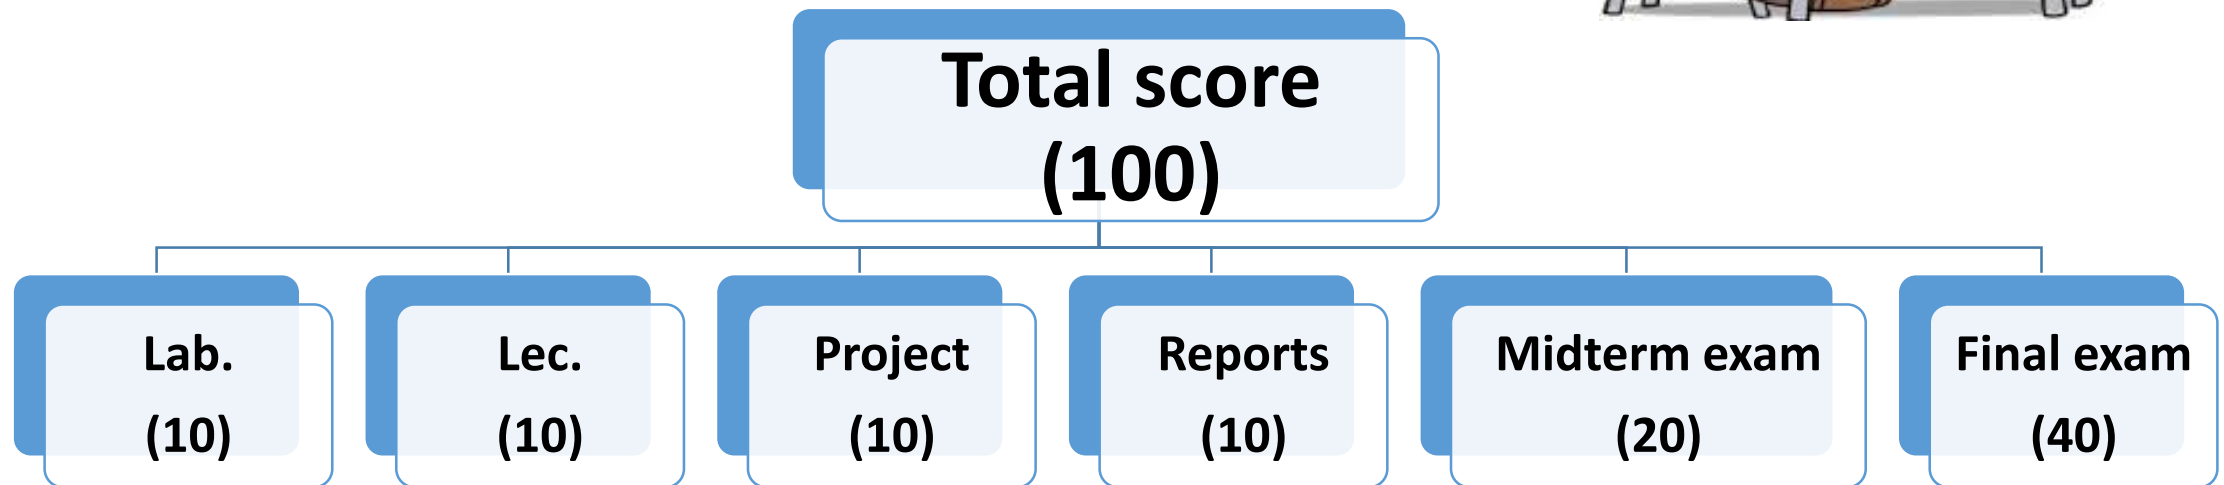 Total score
(100)
Lab.
(10)
Lec.
(10)
Project
(10)
Reports
(10)
Midterm exam
(20)
Final exam
(40)